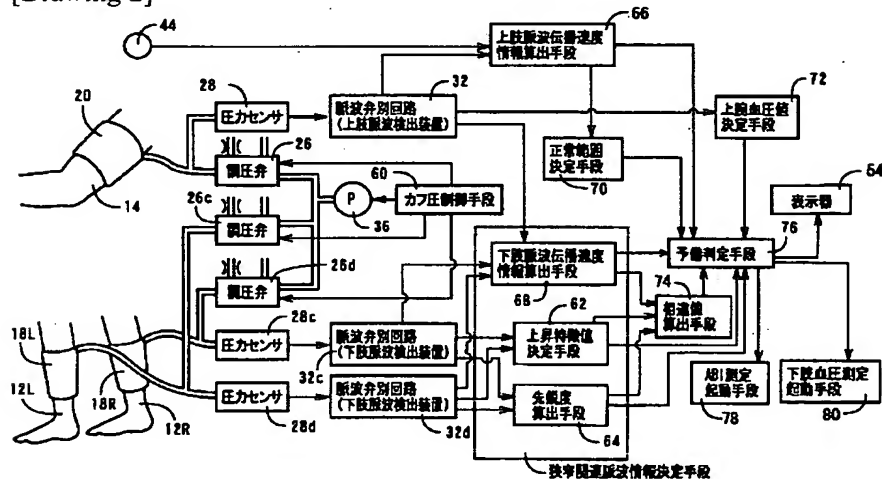 [Drawing 2]
44
66
上肢脈波伝播速度
情報算出手段
28
圧力センサ
32
脈波弁別回路
(上肢脈波検出装置)
72
上腕血圧値
決定手段
20
26
調圧弁
正常範囲
決定手段
70
54
表示器
14
26c
調圧弁
P
36
60
カフ圧制御手段
76
予備判定手段
26d
調圧弁
下肢脈波伝播速度
情報算出手段
68
74
相違値
算出手段
62
上昇特徴値
決定手段
18L
28c
圧力センサ
脈波弁別回路
(下肢脈波検出装置)
32c
12L
18R
12R
圧力センサ
28d
脈波弁別回路
(下肢脈波検出装置)
32d
先鋭度
算出手段
64
ABI測定
起動手段
78
下肢血圧測定
起動手段
80
狭窄関連脈波情報決定手段